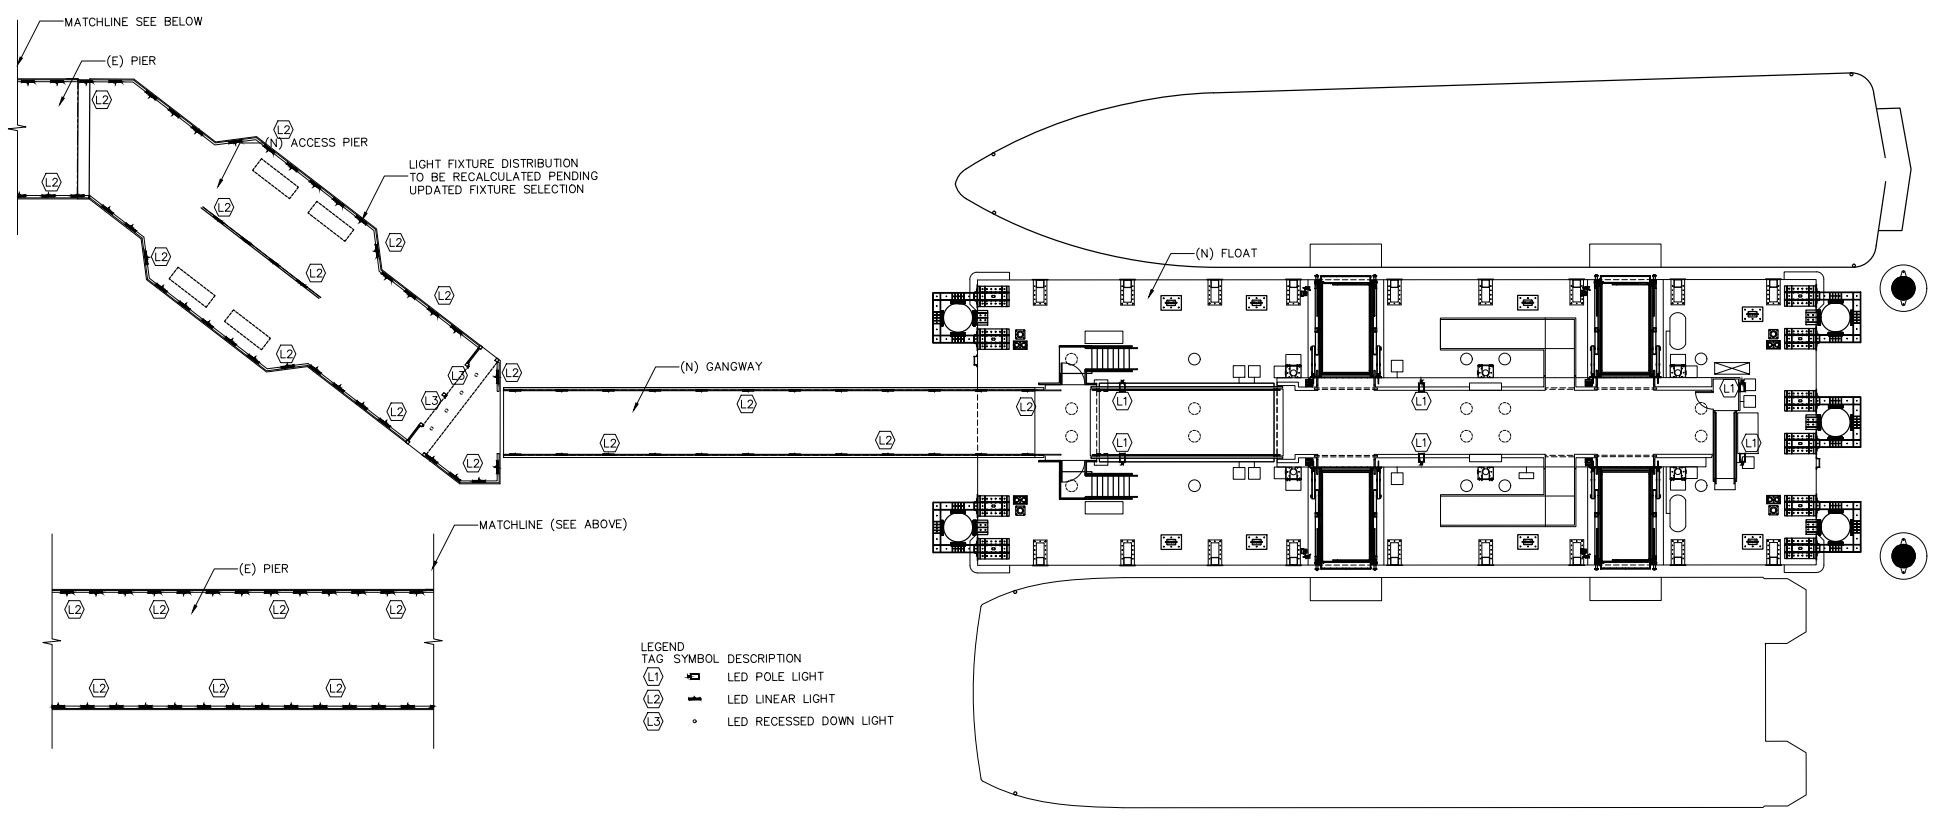 MATCHLINE SEE BELOW
(E) PIER
L2
L2
(N) ACCESS PIER
LIGHT FIXTURE DISTRIBUTION
TO BE RECALCULATED PENDING
UPDATED FIXTURE SELECTION
L2
L2
L2
L2
L2
(N) FLOAT
L2
L2
L3
L2
(N) GANGWAY
L3
L2
L2
L2
L1
L1
L1
L2
L2
L2
L1
L1
L1
L2
MATCHLINE (SEE ABOVE)
(E) PIER
L2
L2
L2
L2
L2
L2
L2
LEGEND
TAG SYMBOL DESCRIPTION
L1 LED POLE LIGHT
L2 LED LINEAR LIGHT
L3 LED RECESSED DOWN LIGHT